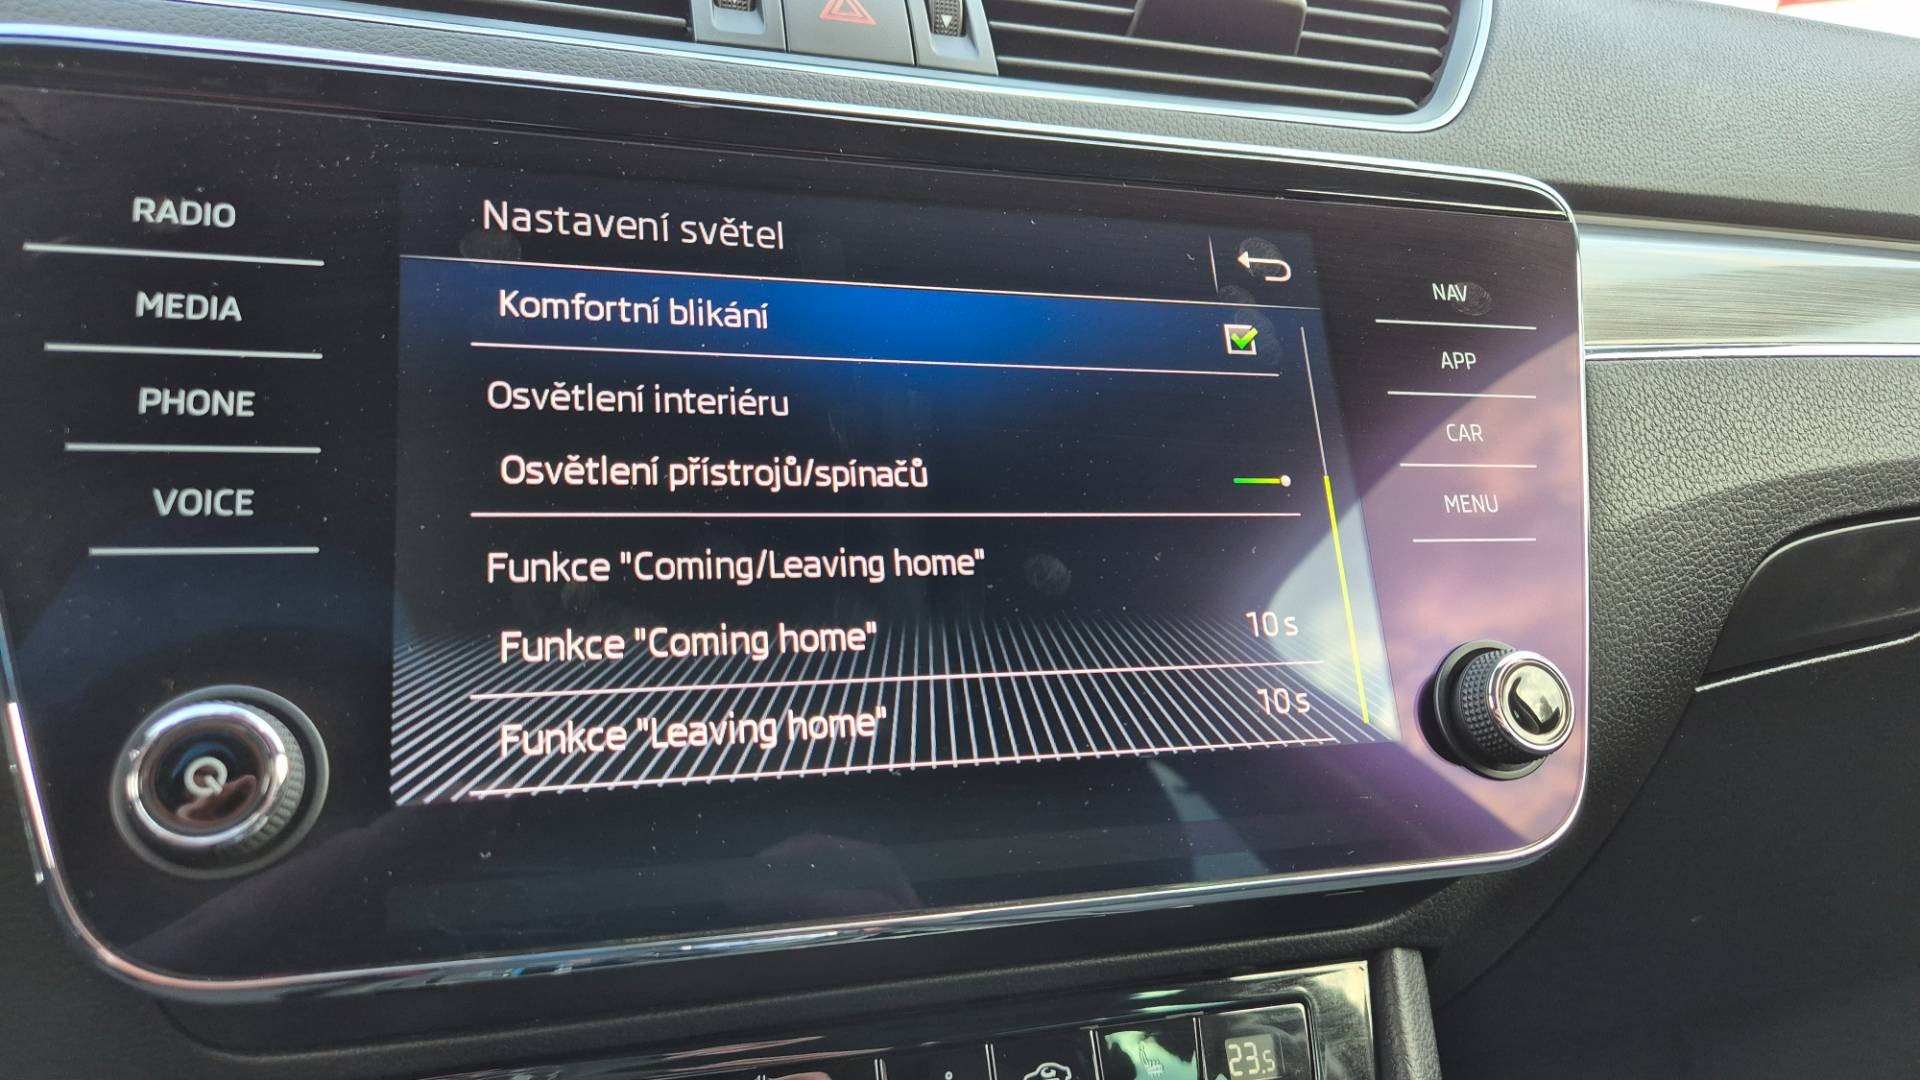 RADIO
MEDIA
PHONE
VOICE
Nastavení světel
Komfortní blikání
Osvětlení interiéru
Osvětlení přístrojů/spínačů
Funkce "Coming/Leaving home"
Funkce "Coming home" 10 s
Funkce "Leaving home" 10 s
NAV
APP
CAR
MENU
23.5